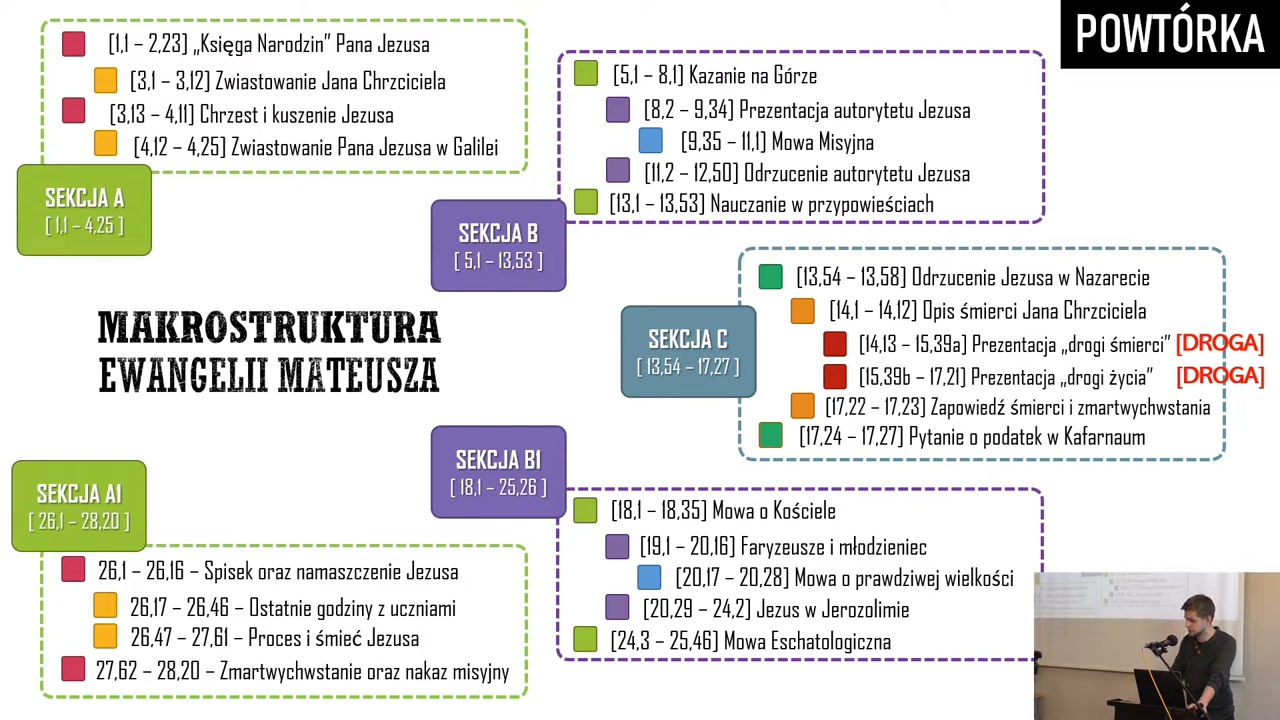 POWTÓRKA
[1,1 – 2,23] „Księga Narodzin” Pana Jezusa
[3,1 – 3,12] Zwiastowanie Jana Chrzciciela
[3,13 – 4,11] Chrzest i kuszenie Jezusa
[4,12 – 4,25] Zwiastowanie Pana Jezusa w Galilei
SEKCJA A
[ 1,1 – 4,25 ]
[5,1 – 8,1] Kazanie na Górze
[8,2 – 9,34] Prezentacja autorytetu Jezusa
[9,35 – 11,1] Mowa Misyjna
[11,2 – 12,50] Odrzucenie autorytetu Jezusa
[13,1 – 13,53] Nauczanie w przypowieściach
SEKCJA B
[ 5,1 – 13,53 ]
[13,54 – 13,58] Odrzucenie Jezusa w Nazarecie
[14,1 – 14,12] Opis śmierci Jana Chrzciciela
[14,13 – 15,39a] Prezentacja „drogi śmierci” [DROGA]
[15,39b – 17,21] Prezentacja „drogi życia” [DROGA]
[17,22 – 17,23] Zapowiedź śmierci i zmartwychwstania
[17,24 – 17,27] Pytanie o podatek w Kafarnaum
SEKCJA C
[ 13,54 – 17,27 ]
MAKROSTRUKTURA
EWANGELII MATEUSZA
SEKCJA B1
[ 18,1 – 25,26 ]
[18,1 – 18,35] Mowa o Kościele
[19,1 – 20,16] Faryzeusze i młodzieniec
[20,17 – 20,28] Mowa o prawdziwej wielkości
[20,29 – 24,2] Jezus w Jerozolimie
[24,3 – 25,46] Mowa Eschatologiczna
SEKCJA A1
[ 26,1 – 28,20 ]
26,1 – 26,16 – Spisek oraz namaszczenie Jezusa
26,17 – 26,46 – Ostatnie godziny z uczniami
26,47 – 27,61 – Proces i śmieć Jezusa
27,62 – 28,20 – Zmartwychwstanie oraz nakaz misyjny